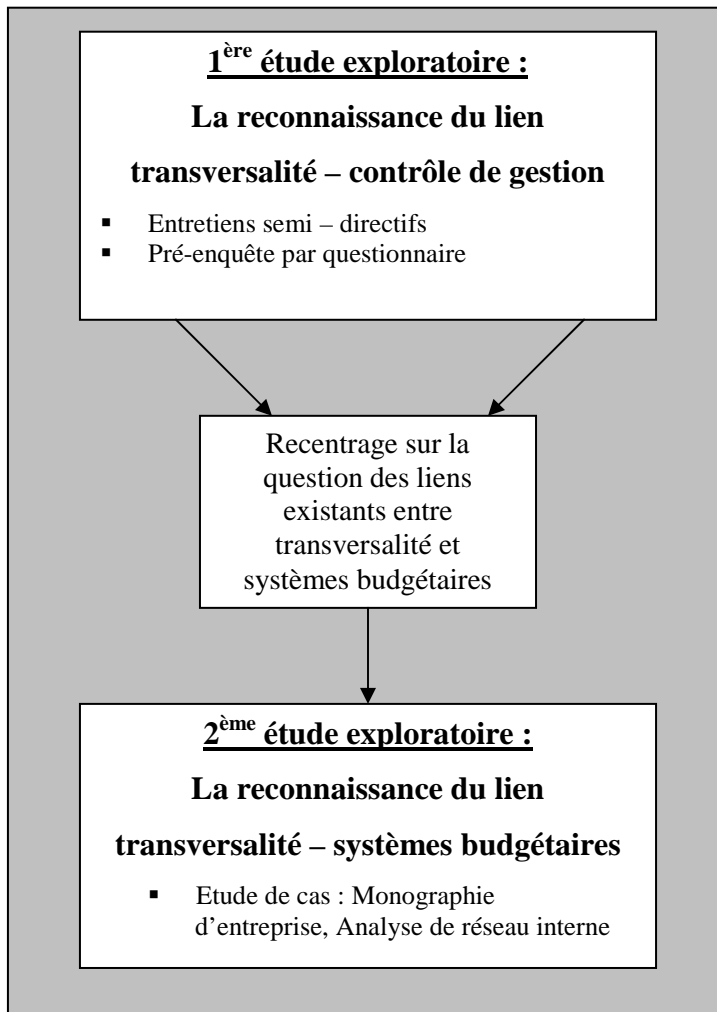 1ère étude exploratoire :
La reconnaissance du lien
transversalité – contrôle de gestion
▪ Entretiens semi – directifs
▪ Pré-enquête par questionnaire
Recentrage sur la
question des liens
existants entre
transversalité et
systèmes budgétaires
2ème étude exploratoire :
La reconnaissance du lien
transversalité – systèmes budgétaires
▪ Etude de cas : Monographie
d’entreprise, Analyse de réseau interne